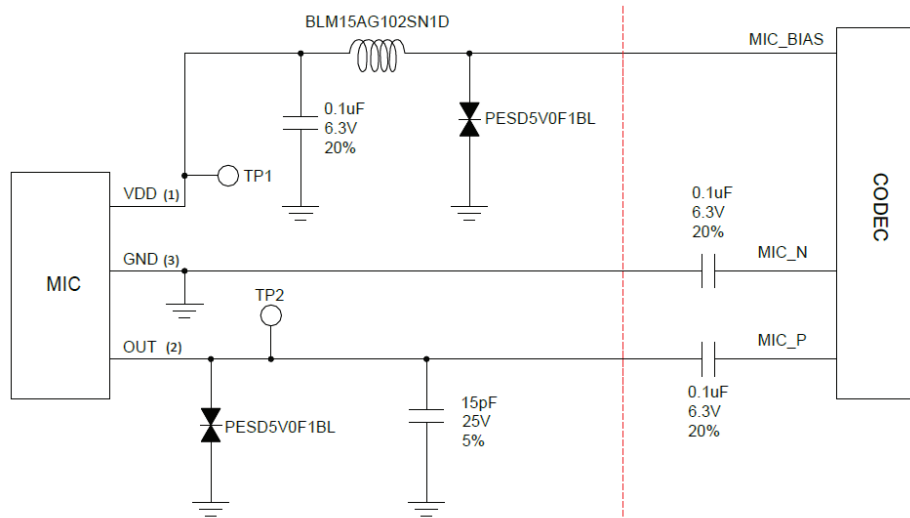 BLM15AG102SN1D
MIC_BIAS
0.1uF
6.3V
20%
PESD5V0F1BL
TP1
VDD (1)
0.1uF
6.3V
20%
CODEC
GND (3)
MIC_N
MIC
TP2
OUT (2)
MIC_P
15pF
25V
5%
PESD5V0F1BL
0.1uF
6.3V
20%